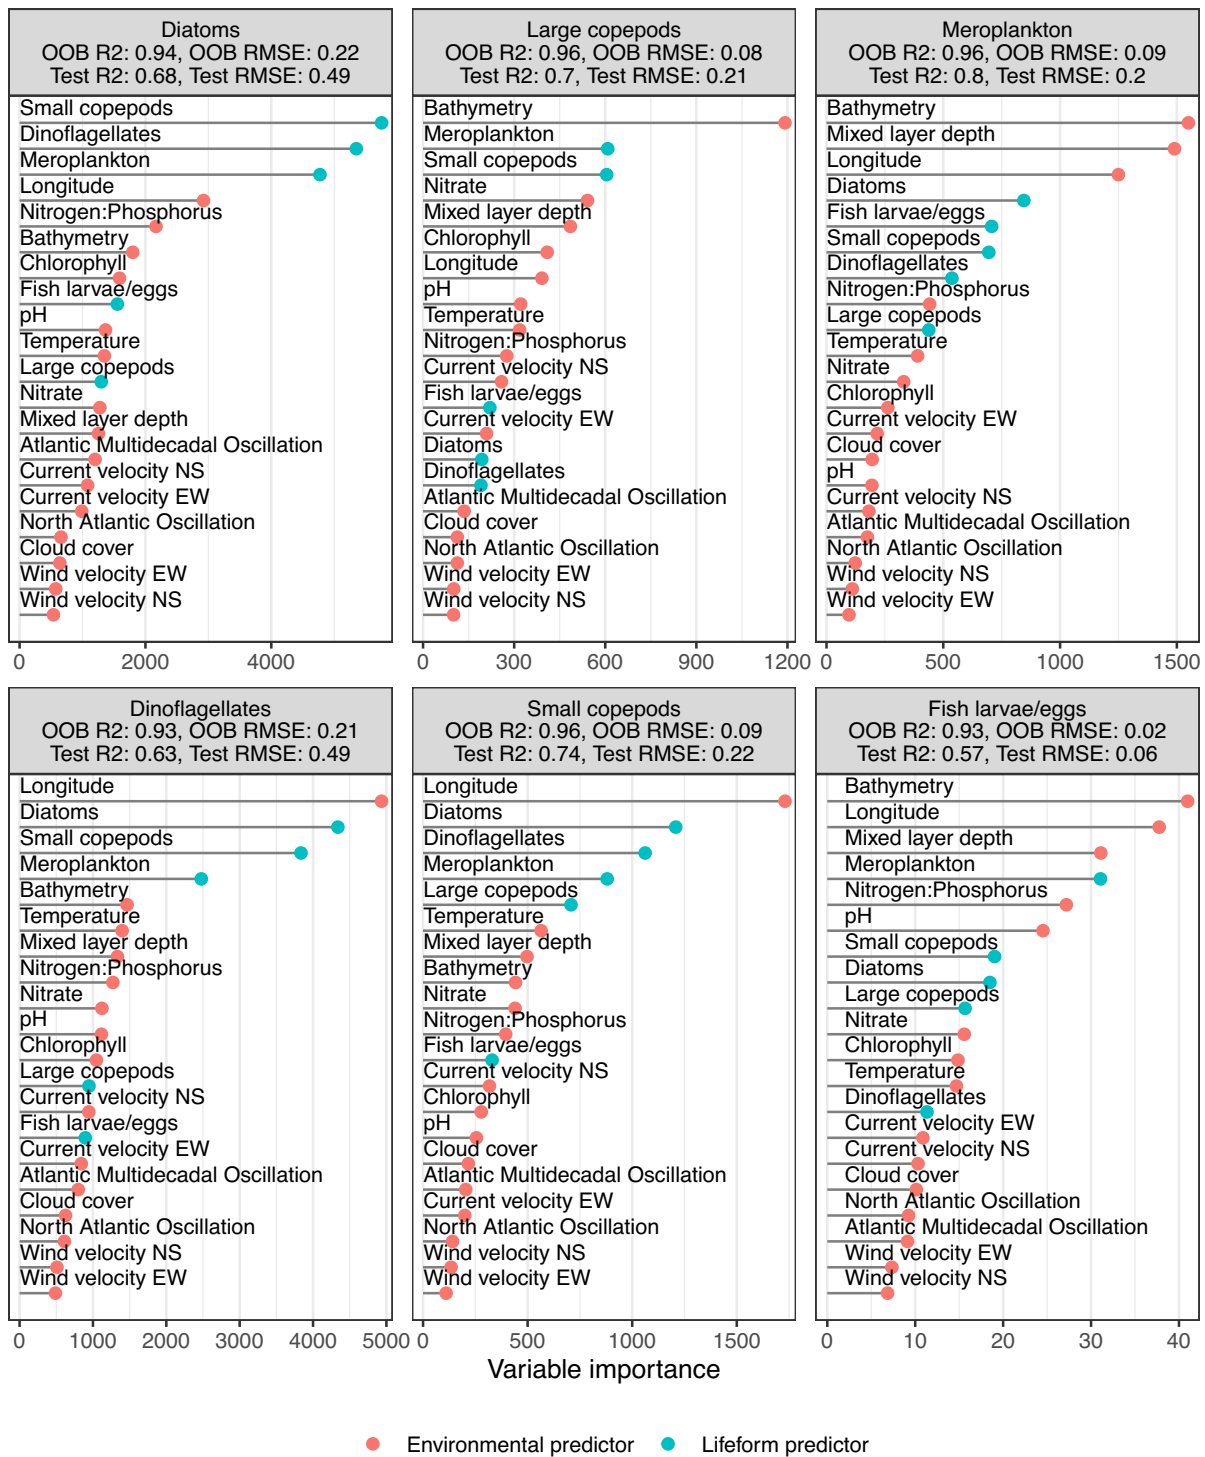 Diatoms
OOB R2: 0.94, OOB RMSE: 0.22
Test R2: 0.68, Test RMSE: 0.49
Small copepods
Dinoflagellates
Meroplankton
Longitude
Nitrogen:Phosphorus
Bathymetry
Chlorophyll
Fish larvae/eggs
pH
Temperature
Large copepods
Nitrate
Mixed layer depth
Atlantic Multidecadal Oscillation
Current velocity NS
Current velocity EW
North Atlantic Oscillation
Cloud cover
Wind velocity EW
Wind velocity NS
0 2000 4000
Large copepods
OOB R2: 0.96, OOB RMSE: 0.08
Test R2: 0.7, Test RMSE: 0.21
Bathymetry
Meroplankton
Small copepods
Nitrate
Mixed layer depth
Chlorophyll
Longitude
pH
Temperature
Nitrogen:Phosphorus
Current velocity NS
Fish larvae/eggs
Current velocity EW
Diatoms
Dinoflagellates
Atlantic Multidecadal Oscillation
Cloud cover
North Atlantic Oscillation
Wind velocity EW
Wind velocity NS
0 300 600 900 1200
Meroplankton
OOB R2: 0.96, OOB RMSE: 0.09
Test R2: 0.8, Test RMSE: 0.2
Bathymetry
Mixed layer depth
Longitude
Diatoms
Fish larvae/eggs
Small copepods
Dinoflagellates
Nitrogen:Phosphorus
Large copepods
Temperature
Nitrate
Chlorophyll
Current velocity EW
Cloud cover
pH
Current velocity NS
Atlantic Multidecadal Oscillation
North Atlantic Oscillation
Wind velocity NS
Wind velocity EW
0 500 1000 1500
Dinoflagellates
OOB R2: 0.93, OOB RMSE: 0.21
Test R2: 0.63, Test RMSE: 0.49
Longitude
Diatoms
Small copepods
Meroplankton
Bathymetry
Temperature
Mixed layer depth
Nitrogen:Phosphorus
Nitrate
pH
Chlorophyll
Large copepods
Current velocity NS
Fish larvae/eggs
Current velocity EW
Atlantic Multidecadal Oscillation
Cloud cover
North Atlantic Oscillation
Wind velocity NS
Wind velocity EW
0 1000 2000 3000 4000 5000
Small copepods
OOB R2: 0.96, OOB RMSE: 0.09
Test R2: 0.74, Test RMSE: 0.22
Longitude
Diatoms
Dinoflagellates
Meroplankton
Large copepods
Temperature
Mixed layer depth
Bathymetry
Nitrate
Nitrogen:Phosphorus
Fish larvae/eggs
Current velocity NS
Chlorophyll
pH
Cloud cover
Atlantic Multidecadal Oscillation
Current velocity EW
North Atlantic Oscillation
Wind velocity NS
Wind velocity EW
0 500 1000 1500
Fish larvae/eggs
OOB R2: 0.93, OOB RMSE: 0.02
Test R2: 0.57, Test RMSE: 0.06
Bathymetry
Longitude
Mixed layer depth
Meroplankton
Nitrogen:Phosphorus
pH
Small copepods
Diatoms
Large copepods
Nitrate
Chlorophyll
Temperature
Dinoflagellates
Current velocity EW
Current velocity NS
Cloud cover
North Atlantic Oscillation
Atlantic Multidecadal Oscillation
Wind velocity EW
Wind velocity NS
0 10 20 30 40
Variable importance
Environmental predictor Lifeform predictor